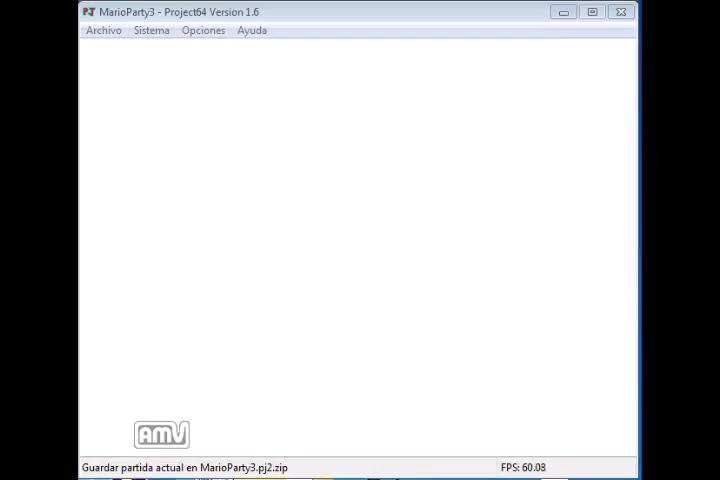 MarioParty3 - Project64 Version 1.6
Archivo Sistema Opciones Ayuda
AMV
Guardar partida actual en MarioParty3.pj2.zip FPS: 60.08